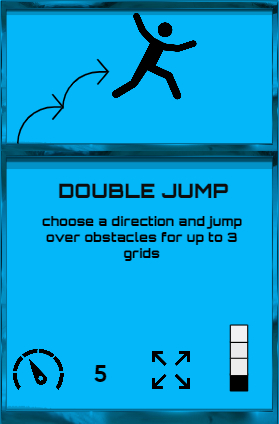 DOUBLE JUMP
choose a direction and jump
over obstacles for up to 3
grids
5